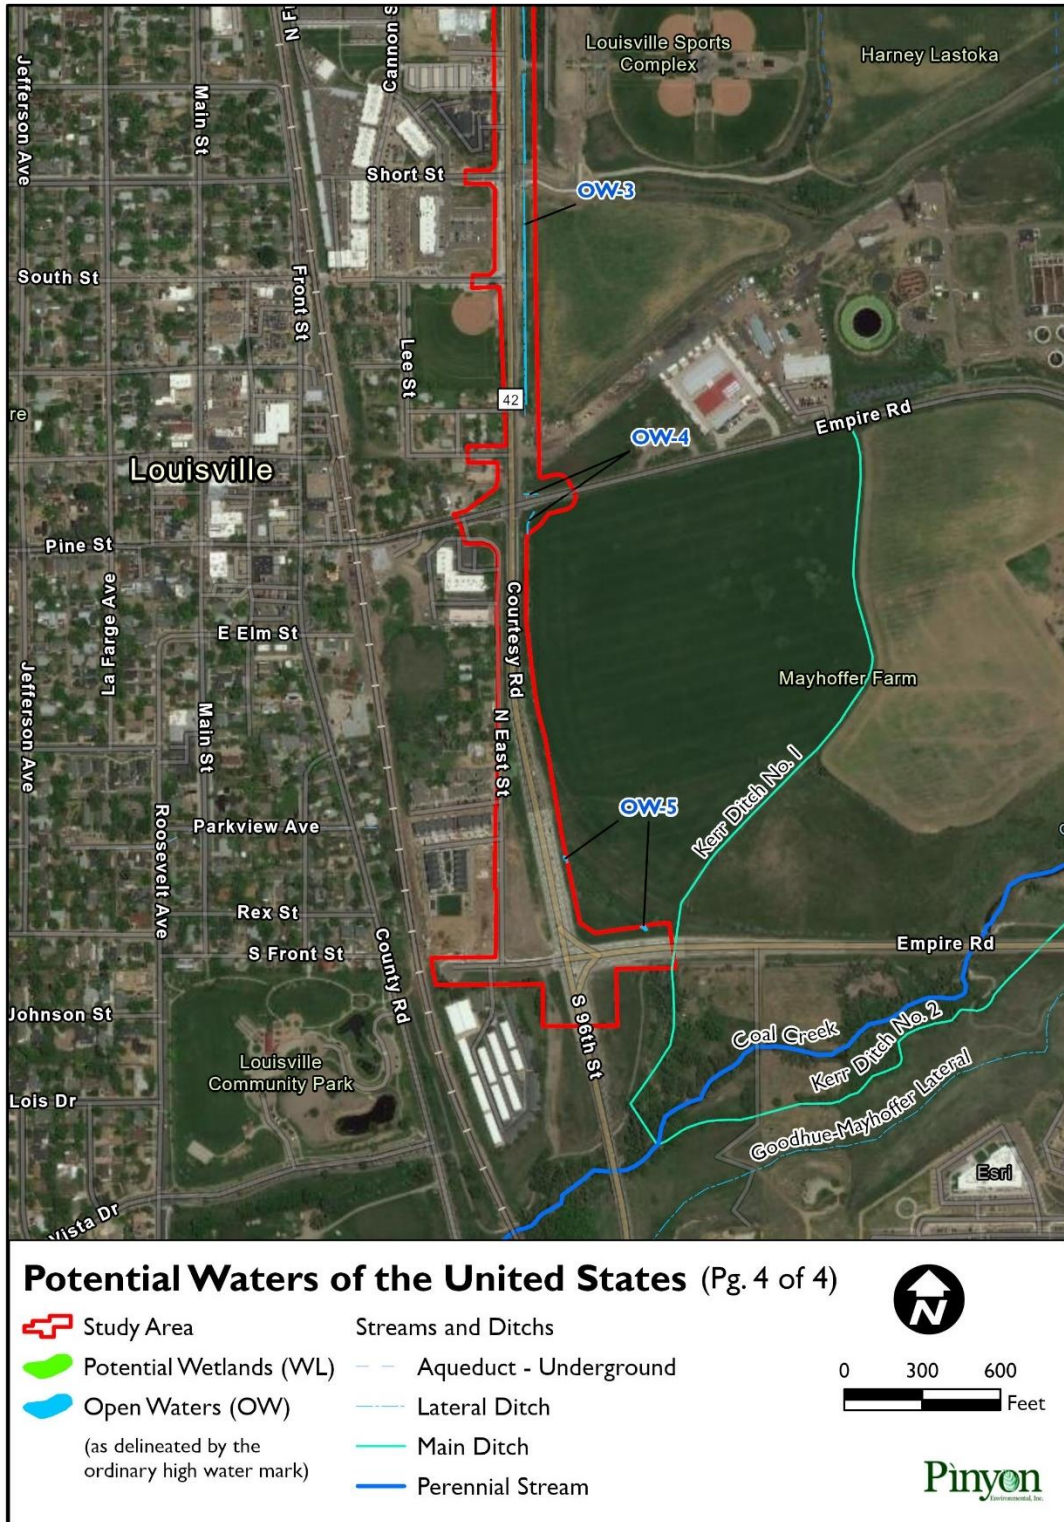 Louisville Sports
Complex
Harney Lastoka
Jefferson Ave
Main St
N Fr
Cannon S
Short St
OW-3
South St
Front St
Lee St
42
re
OW-4
Empire Rd
Louisville
Pine St
La Farge Ave
E Elm St
Courtesy Rd
Mayhoffer Farm
Jefferson Ave
Main St
N East St
Kerr Ditch No. 1
OW-5
Roosevelt Ave
Parkview Ave
Rex St
S Front St
County Rd
Empire Rd
Johnson St
S 96th St
Coal Creek
Kerr Ditch No. 2
Louisville
Community Park
Lois Dr
Goodhue-Mayhoffer Lateral
Esri
Vista Dr
Potential Waters of the United States (Pg. 4 of 4)
N
Study Area
Potential Wetlands (WL)
Open Waters (OW)
(as delineated by the
ordinary high water mark)
Streams and Ditchs
Aqueduct - Underground
Lateral Ditch
Main Ditch
Perennial Stream
0 300 600
Feet
Pinyon
Environmental, Inc.